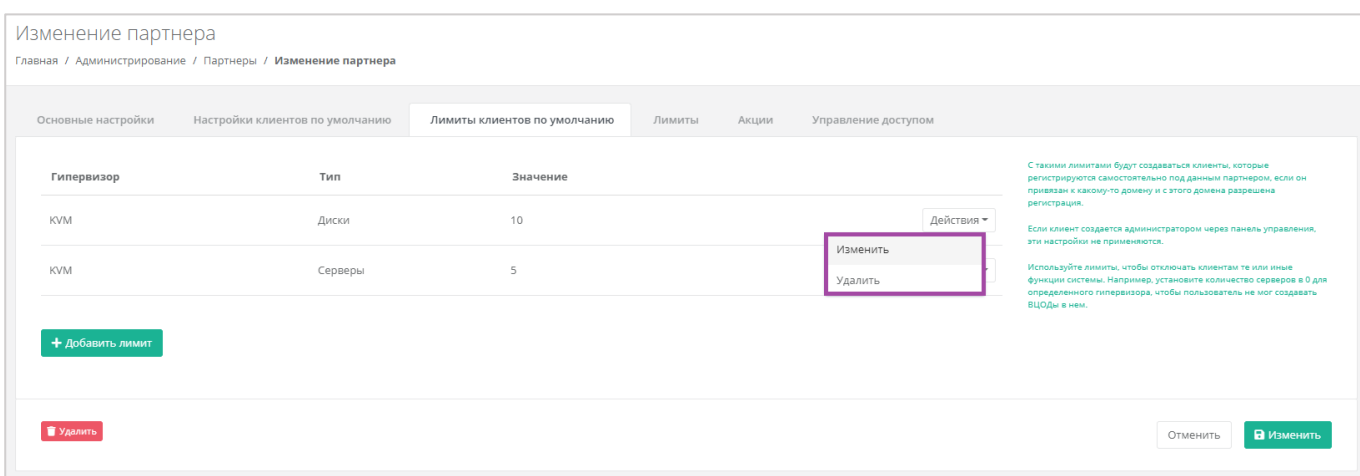 Изменение партнера
Главная / Администрирование / Партнеры / Изменение партнера
Основные настройки Настройки клиентов по умолчанию Лимиты клиентов по умолчанию Лимиты Акции Управление доступом
Гипервизор Тип Значение
KVM Диски 10 Действия
Изменить
KVM Серверы 5
Удалить
+ Добавить лимит
С такими лимитами будут создаваться клиенты, которые
регистрируются самостоятельно под данным партнером, если он
привязан к какому-то домену и с этого домена разрешена
регистрация.
Если клиент создается администратором через панель управления,
эти настройки не применяются.
Используйте лимиты, чтобы отключать клиентам те или иные
функции системы. Например, установите количество серверов в 0 для
определенного гипервизора, чтобы пользователь не мог создавать
ВЦОДы в нем.
Удалить
Отменить Изменить